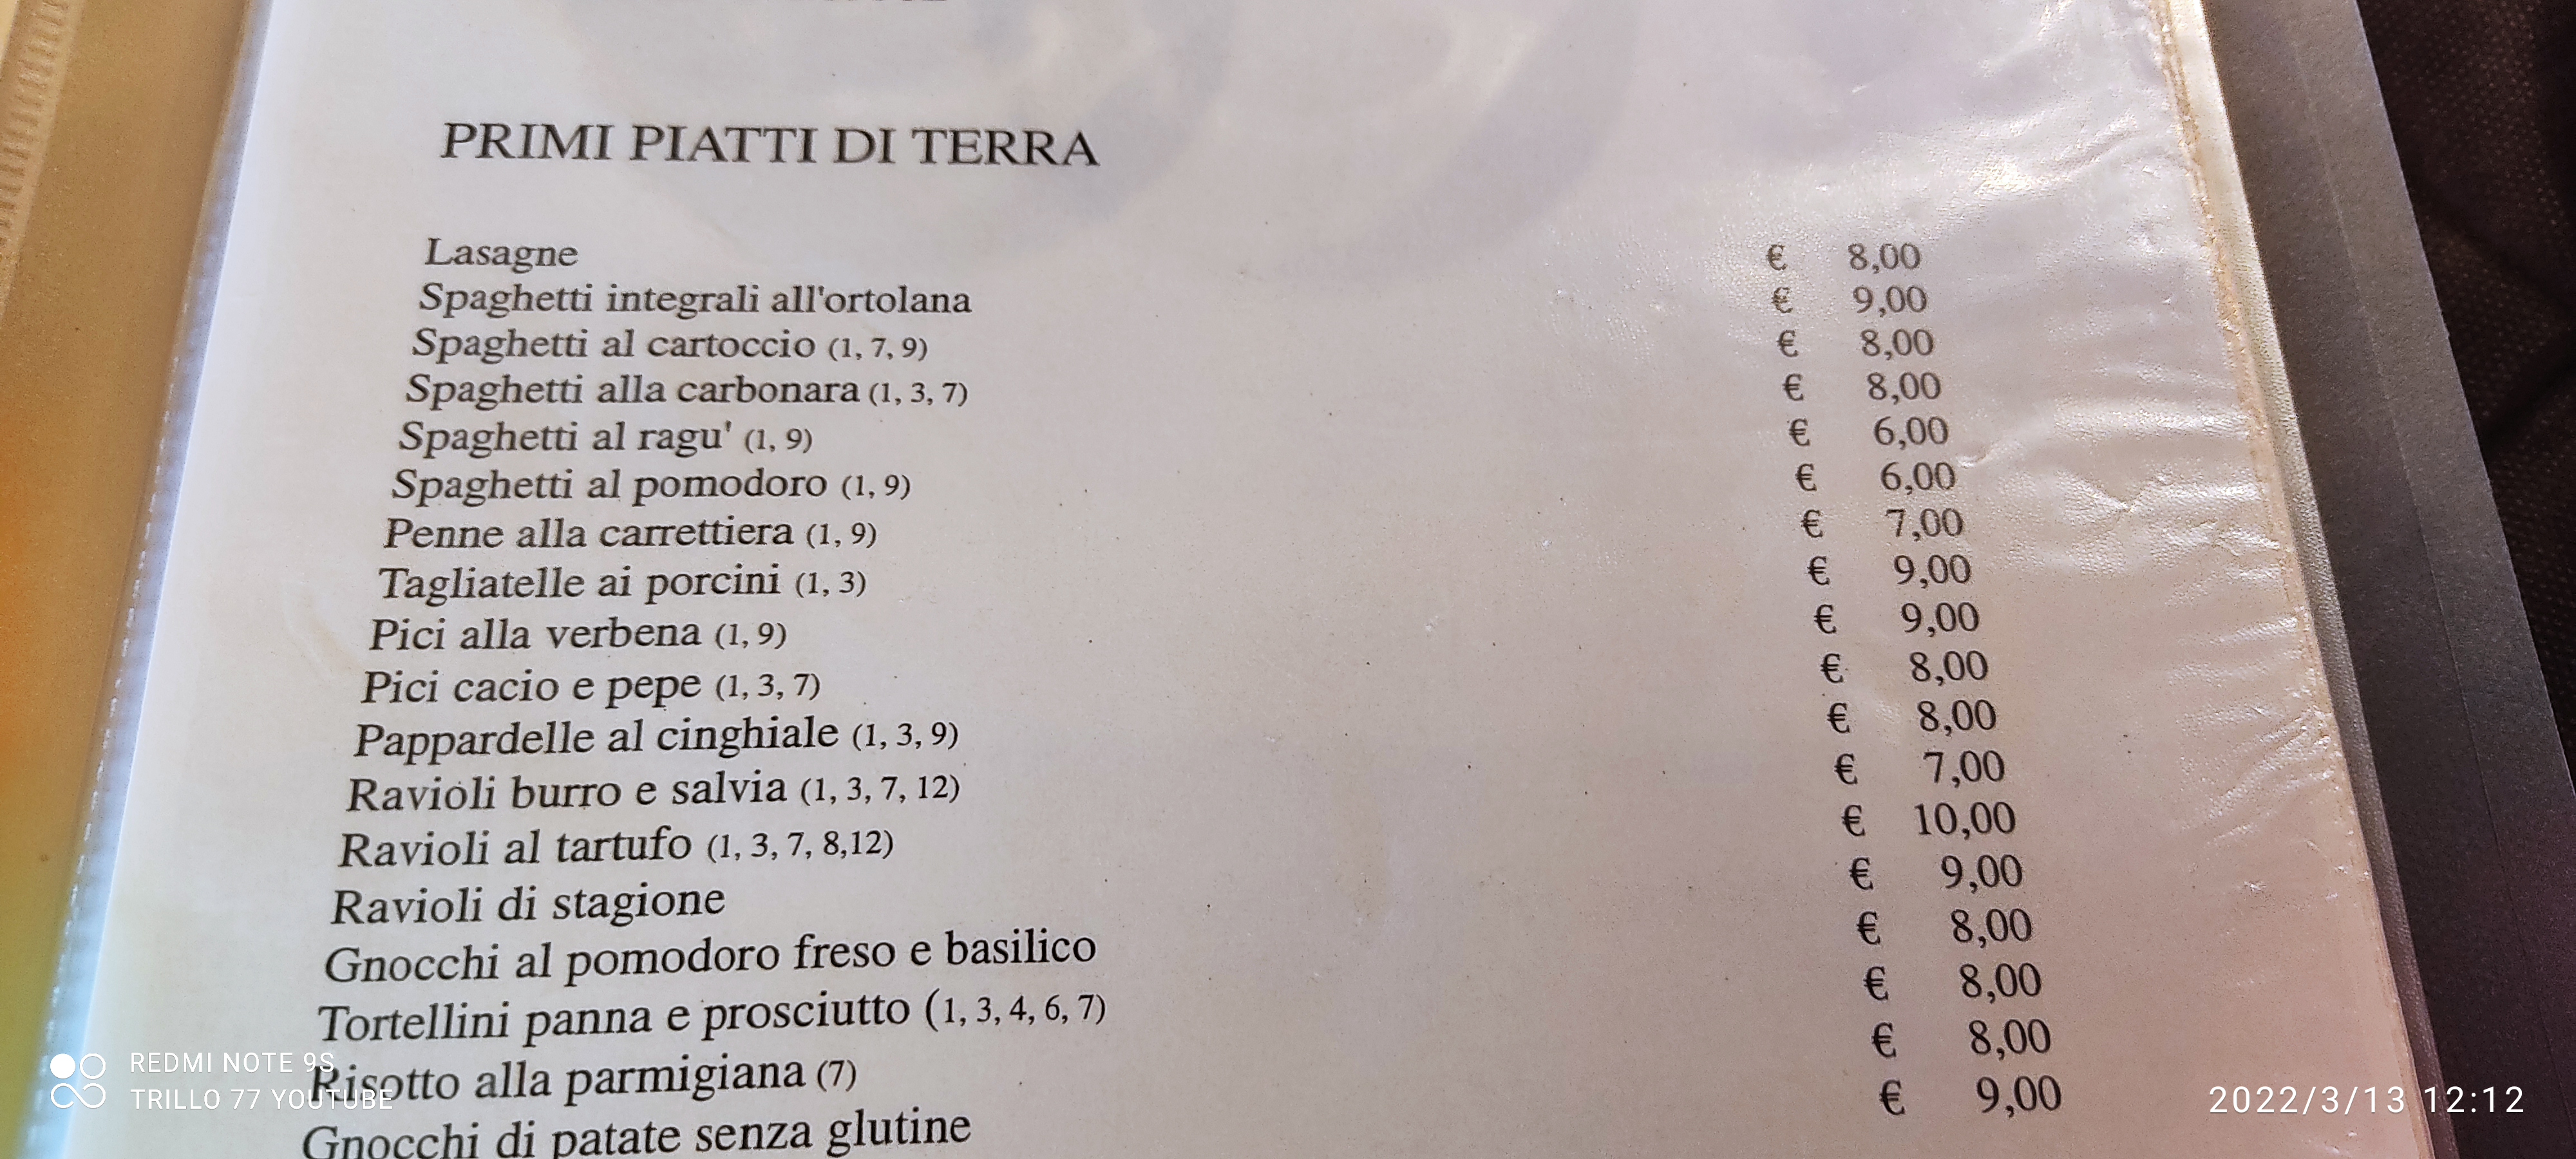 PRIMI PIATTI DI TERRA
Lasagne € 8,00
Spaghetti integrali all'ortolana € 9,00
Spaghetti al cartoccio (1, 7, 9) € 8,00
Spaghetti alla carbonara (1, 3, 7) € 8,00
Spaghetti al ragu' (1, 9) € 6,00
Spaghetti al pomodoro (1, 9) € 6,00
Penne alla carrettiera (1, 9) € 7,00
Tagliatelle ai porcini (1, 3) € 9,00
Pici alla verbena (1, 9) € 9,00
Pici cacio e pepe (1, 3, 7) € 8,00
Pappardelle al cinghiale (1, 3, 9) € 8,00
Ravioli burro e salvia (1, 3, 7, 12) € 7,00
Ravioli al tartufo (1, 3, 7, 8,12) € 10,00
Ravioli di stagione € 9,00
Gnocchi al pomodoro freso e basilico € 8,00
Tortellini panna e prosciutto (1, 3, 4, 6, 7) € 8,00
Risotto alla parmigiana (7) € 8,00
Gnocchi di patate senza glutine € 9,00
REDMI NOTE 9S
TRILLO 77 YOUTUBE
2022/3/13 12:12